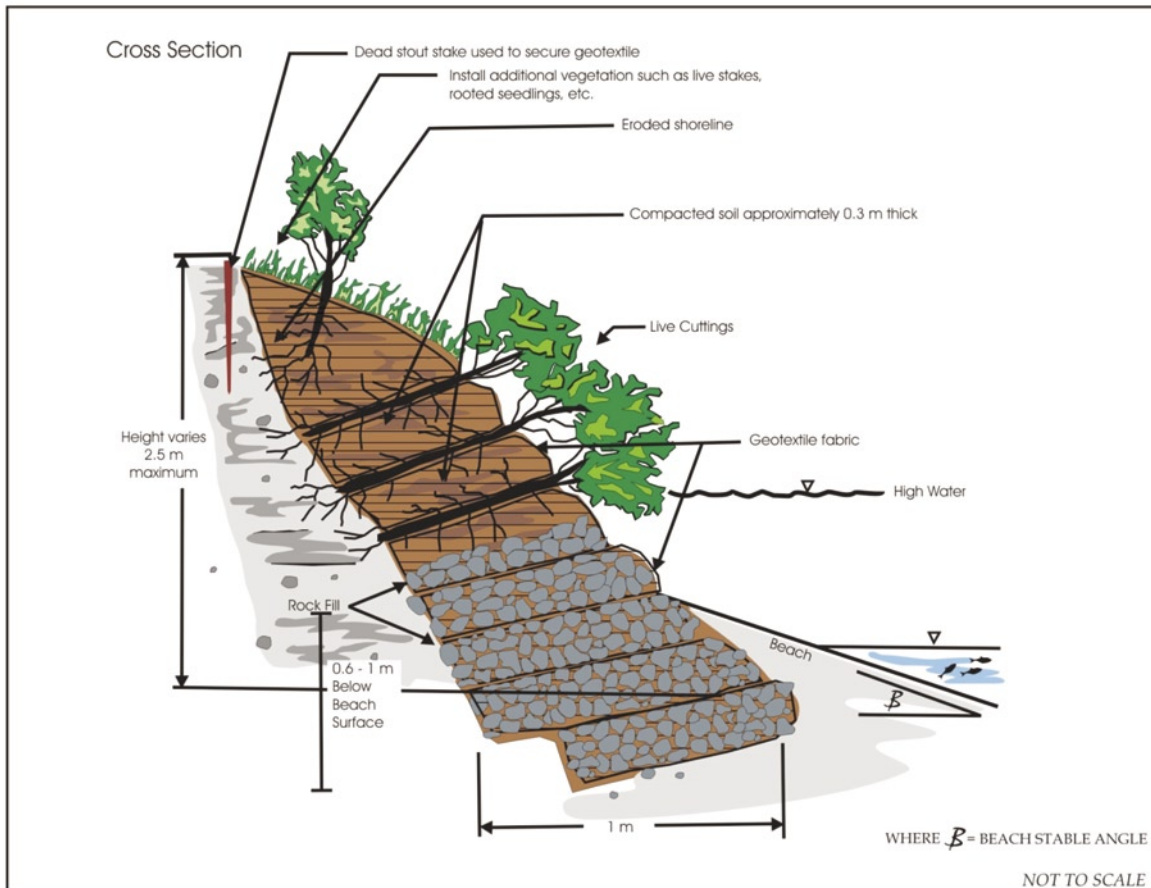 Cross Section
Dead stout stake used to secure geotextile
Install additional vegetation such as live stakes,
rooted seedlings, etc.
Eroded shoreline
Compacted soil approximately 0.3 m thick
Live Cuttings
Height varies
2.5 m
maximum
Geotextile fabric
High Water
Rock Fill
Beach
0.6 - 1 m
Below
Beach
Surface
B
1 m
WHERE B = BEACH STABLE ANGLE
NOT TO SCALE